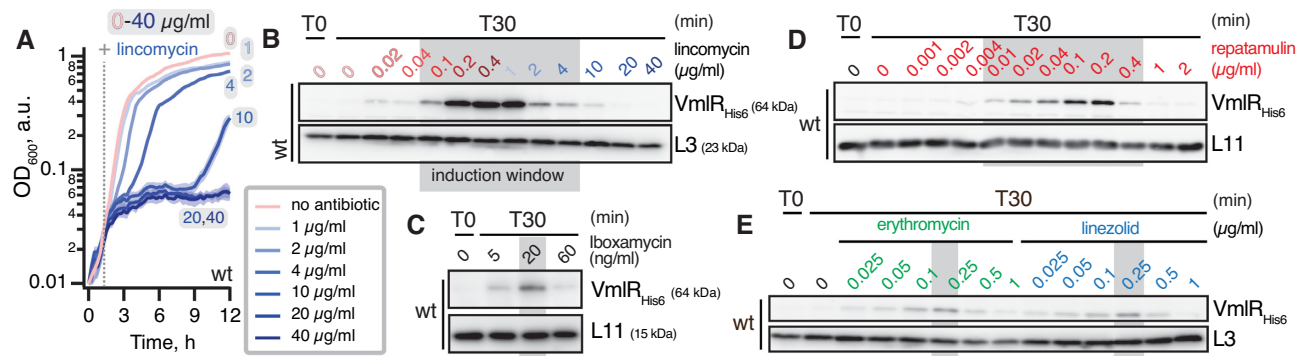 A
0-40 µg/ml
+ lincomycin
OD600, a.u.
1
8
6
4
2
0.1
8
6
4
2
0.01
0 3 6 9 12
Time, h
0
1
2
4
10
20,40
wt
no antibiotic
1 µg/ml
2 µg/ml
4 µg/ml
10 µg/ml
20 µg/ml
40 µg/ml
B
T0 T30 (min)
0 0 0.02 0.04 0.1 0.2 0.4 1 2 4 10 20 40 lincomycin (µg/ml)
VmlRHis6 (64 kDa)
wt
L3 (23 kDa)
induction window
C
T0 T30 (min)
0 5 20 60 Iboxamycin (ng/ml)
VmlRHis6 (64 kDa)
wt
L11 (15 kDa)
D
T0 T30 (min)
0 0 0.001 0.002 0.004 0.01 0.02 0.04 0.1 0.2 0.4 1 2 repatamulin (µg/ml)
VmlRHis6
wt
L11
E
T0 T30 (min)
erythromycin linezolid (µg/ml)
0 0 0.025 0.05 0.1 0.25 0.5 1 0.025 0.05 0.1 0.25 0.5 1
VmlRHis6
wt
L3